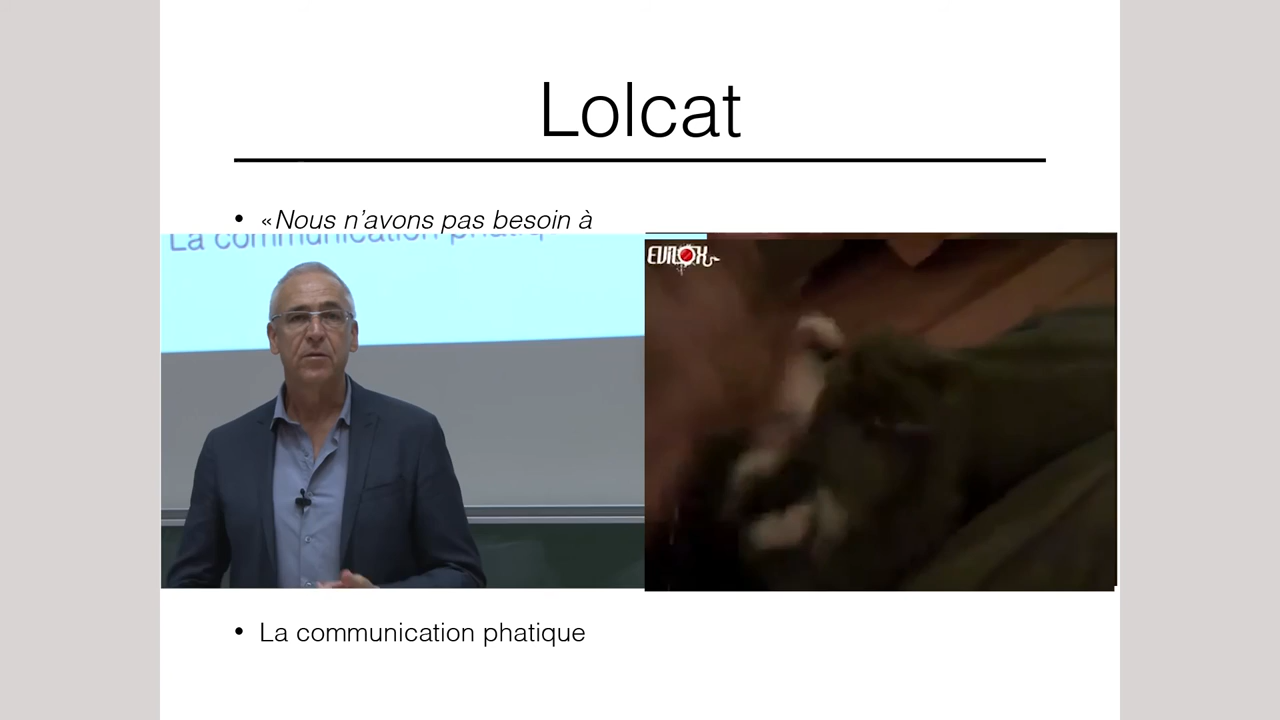 Lolcat
• «Nous n’avons pas besoin à
La communication phatiq
EVILOX
• La communication phatique